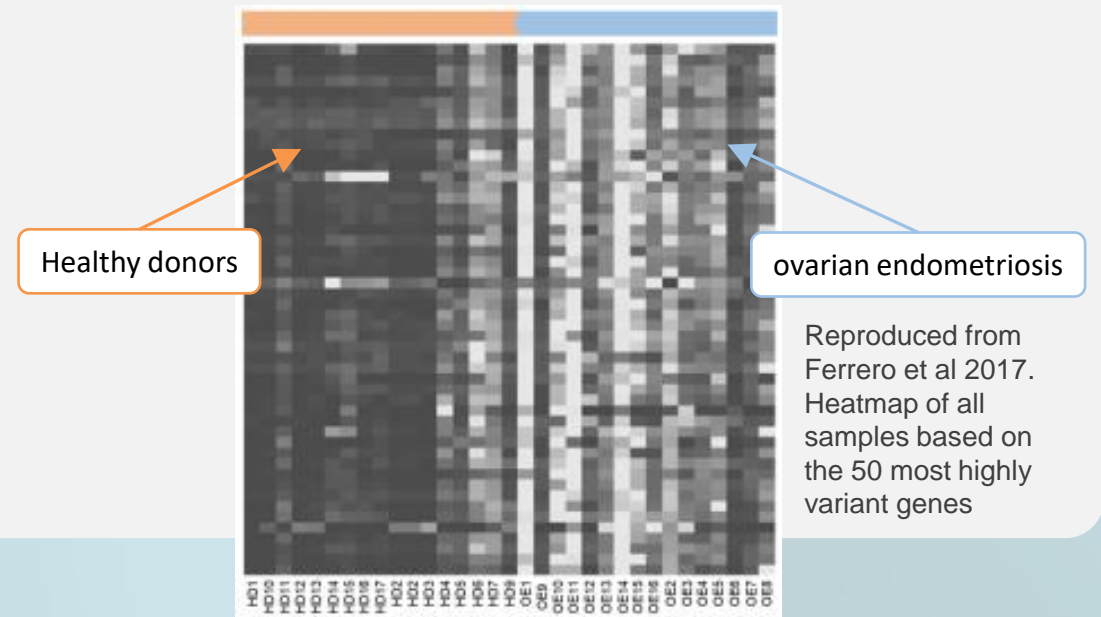 Healthy donors
ovarian endometriosis
Reproduced from
Ferrero et al 2017.
Heatmap of all
samples based on
the 50 most highly
variant genes
HD1
HD10
HD11
HD12
HD13
HD14
HD15
HD16
HD17
HD2
HD2
HD3
HD4
HD5
HD6
HD7
HD9
OE1
OE9
OE10
OE11
OE12
OE13
OE14
OE15
OE16
OE2
OE3
OE4
OE5
OE6
OE7
OE8